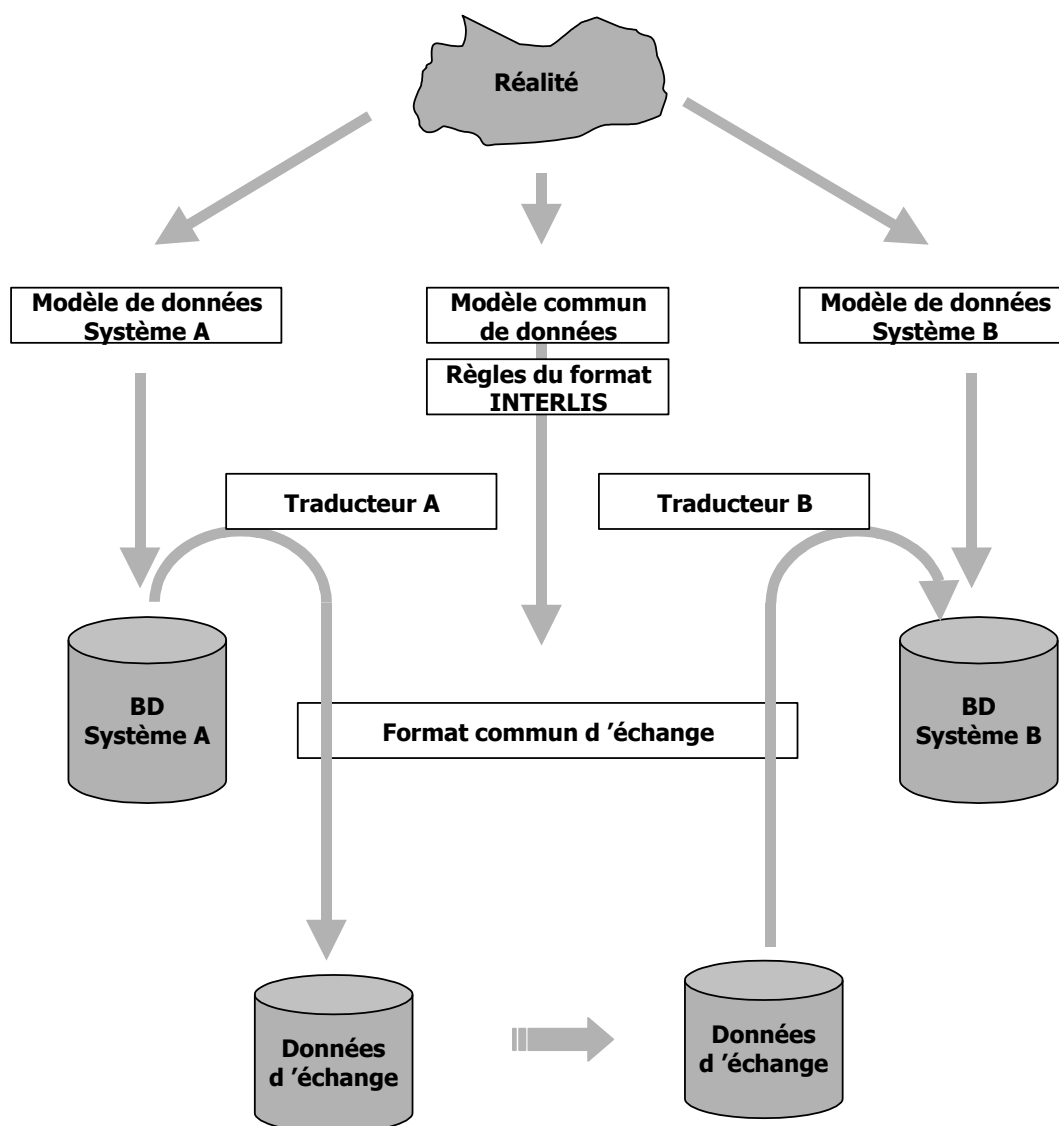 Réalité
Modèle de données
Système A
Modèle commun
de données
Modèle de données
Système B
Règles du format
INTERLIS
Traducteur A
Traducteur B
BD
Système A
Format commun d ’échange
BD
Système B
Données
d ’échange
Données
d ’échange